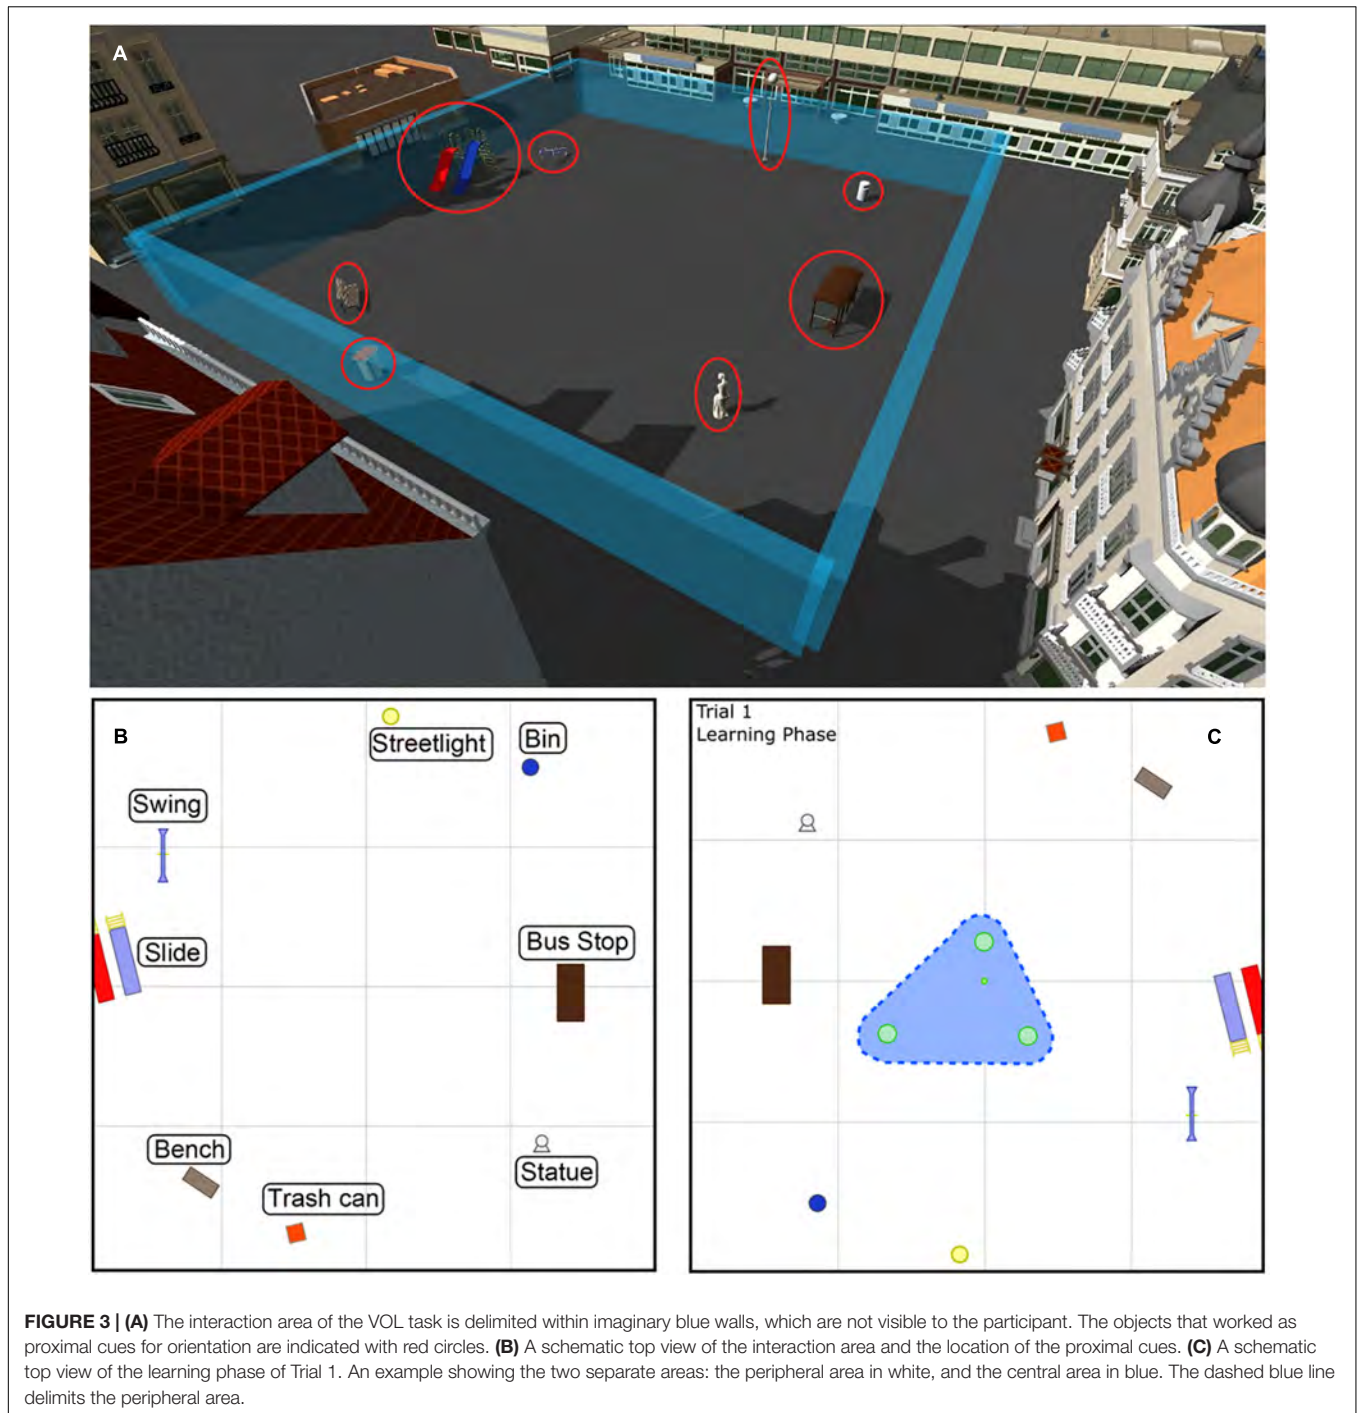 A
B
Streetlight
Bin
Swing
Slide
Bus Stop
Bench
Trash can
Statue
Trial 1
Learning Phase
C
FIGURE 3 | (A) The interaction area of the VOL task is delimited within imaginary blue walls, which are not visible to the participant. The objects that worked as
proximal cues for orientation are indicated with red circles. (B) A schematic top view of the interaction area and the location of the proximal cues. (C) A schematic
top view of the learning phase of Trial 1. An example showing the two separate areas: the peripheral area in white, and the central area in blue. The dashed blue line
delimits the peripheral area.